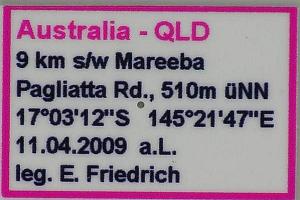 Australia - QLD
9 km s/w Mareeba
Pagliatta Rd., 510m üNN
17°03'12"S 145°21'47"E
11.04.2009 a.L.
leg. E. Friedrich